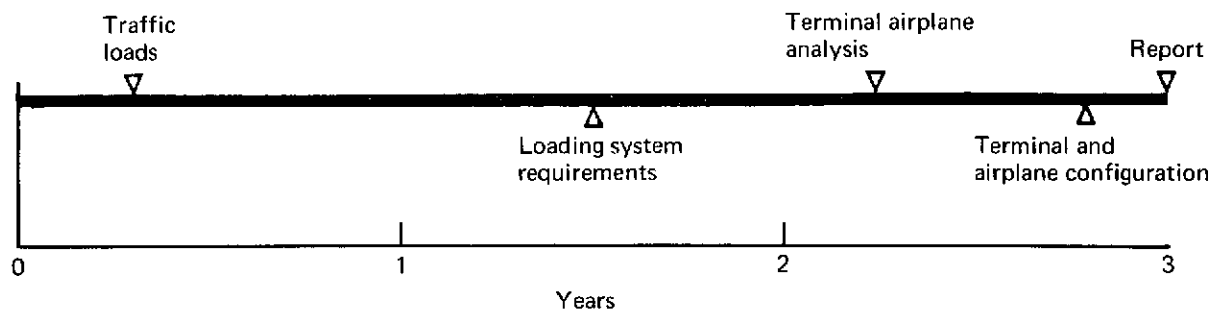 Traffic
loads
Terminal airplane
analysis
Report
Loading system
requirements
Terminal and
airplane configuration
0
1
2
3
Years